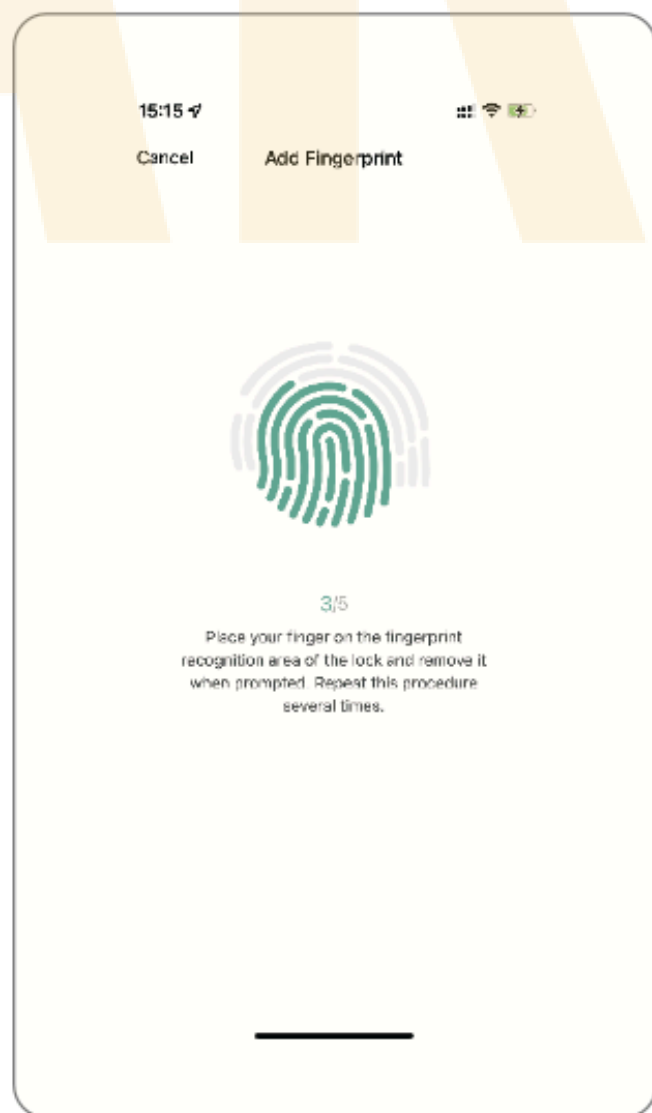 15:15
Cancel Add Fingerprint
3/5
Place your finger on the fingerprint
recognition area of the lock and remove it
when prompted. Repeat this procedure
several times.